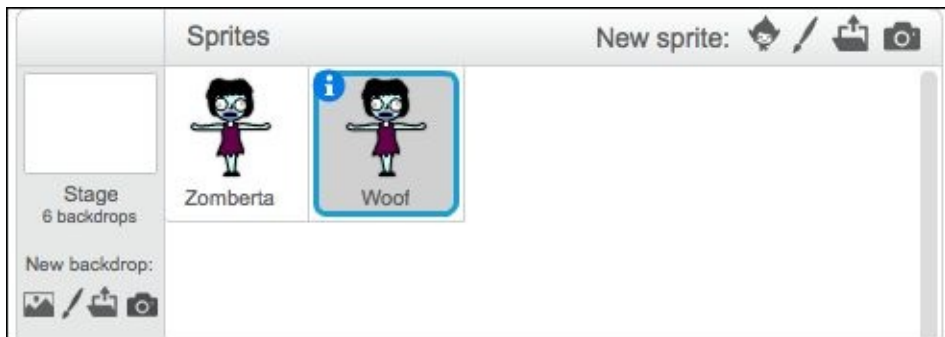 Sprites
New sprite:
i
Zomberta
Woof
Stage
6 backdrops
New backdrop: